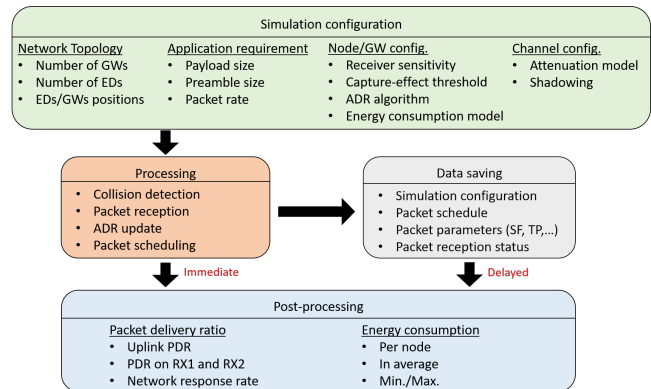 Simulation configuration
Network Topology
• Number of GWs
• Number of EDs
• EDs/GWs positions
Application requirement
• Payload size
• Preamble size
• Packet rate
Node/GW config.
• Receiver sensitivity
• Capture-effect threshold
• ADR algorithm
• Energy consumption model
Channel config.
• Attenuation model
• Shadowing
Processing
• Collision detection
• Packet reception
• ADR update
• Packet scheduling
Data saving
• Simulation configuration
• Packet schedule
• Packet parameters (SF, TP,...)
• Packet reception status
Immediate
Delayed
Post-processing
Packet delivery ratio
• Uplink PDR
• PDR on RX1 and RX2
• Network response rate
Energy consumption
• Per node
• In average
• Min./Max.